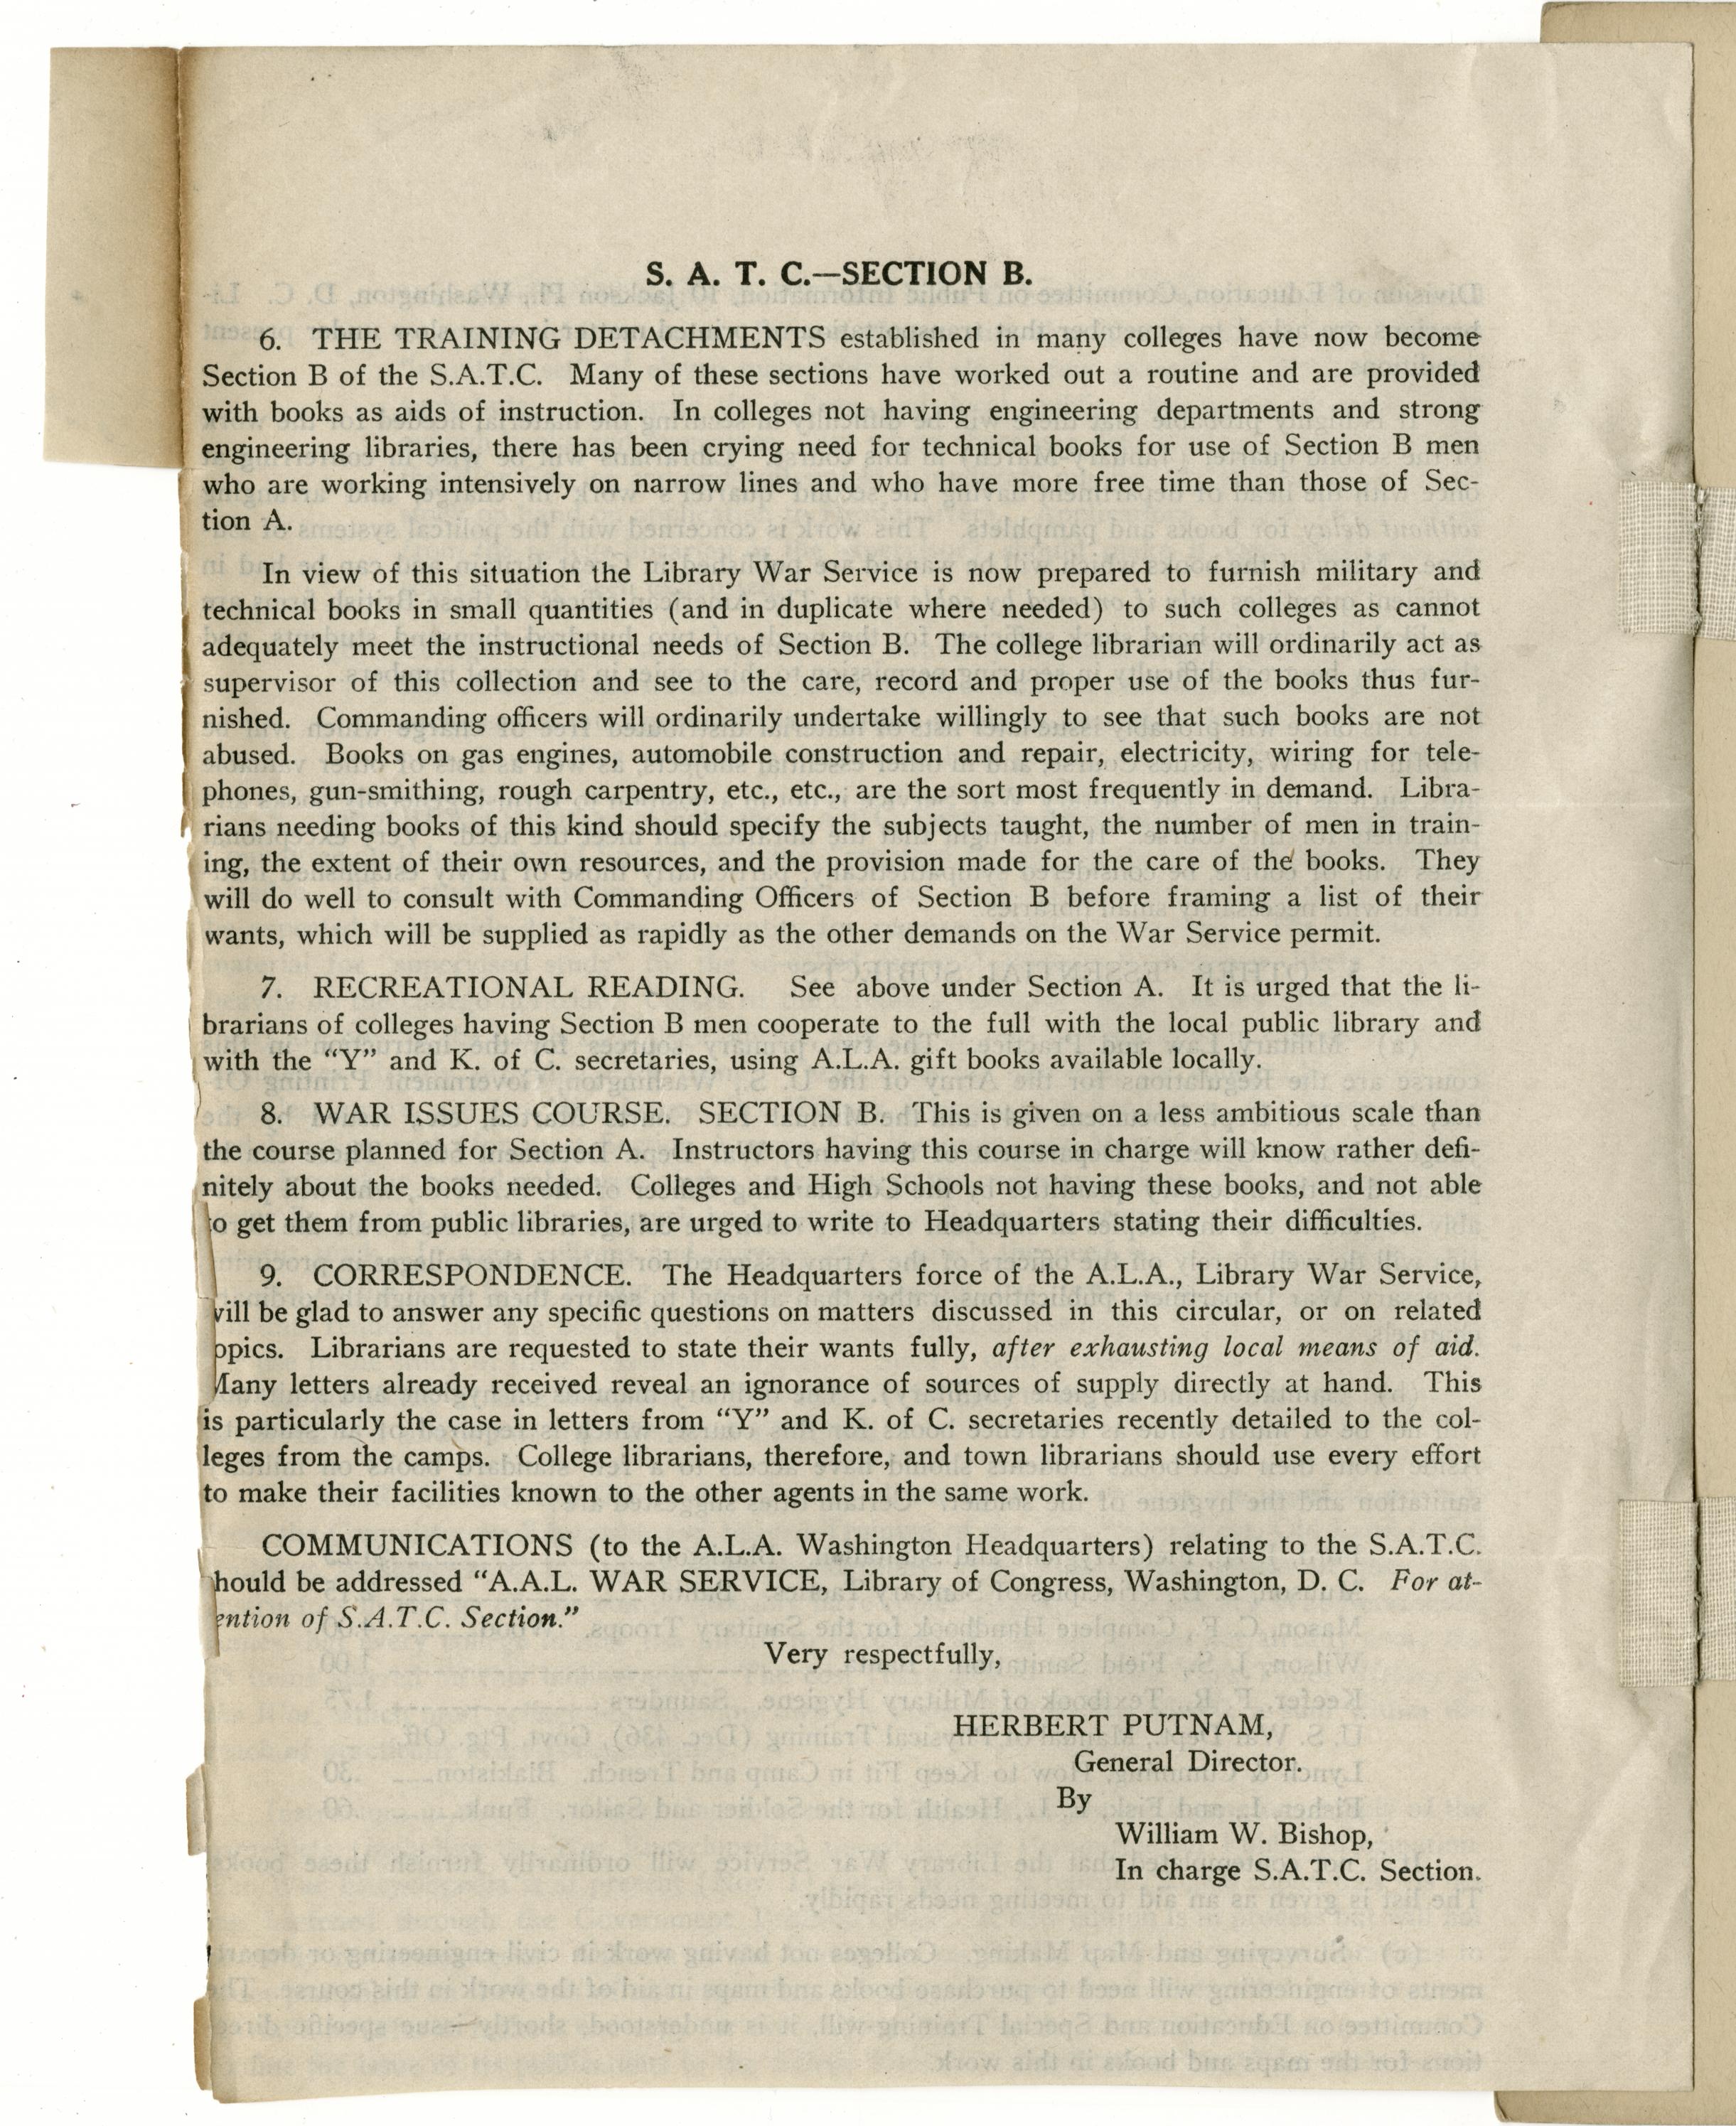 S. A. T. C.—SECTION B.
6. THE TRAINING DETACHMENTS established in many colleges have now become
Section B of the S.A.T.C. Many of these sections have worked out a routine and are provided
with books as aids of instruction. In colleges not having engineering departments and strong
engineering libraries, there has been crying need for technical books for use of Section B men
who are working intensively on narrow lines and who have more free time than those of Sec-
tion A.
In view of this situation the Library War Service is now prepared to furnish military and
technical books in small quantities (and in duplicate where needed) to such colleges as cannot
adequately meet the instructional needs of Section B. The college librarian will ordinarily act as
supervisor of this collection and see to the care, record and proper use of the books thus fur-
nished. Commanding officers will ordinarily undertake willingly to see that such books are not
abused. Books on gas engines, automobile construction and repair, electricity, wiring for tele-
phones, gun-smithing, rough carpentry, etc., etc., are the sort most frequently in demand. Libra-
rians needing books of this kind should specify the subjects taught, the number of men in train-
ing, the extent of their own resources, and the provision made for the care of the books. They
will do well to consult with Commanding Officers of Section B before framing a list of their
wants, which will be supplied as rapidly as the other demands on the War Service permit.
7. RECREATIONAL READING. See above under Section A. It is urged that the li-
brarians of colleges having Section B men cooperate to the full with the local public library and
with the “Y” and K. of C. secretaries, using A.L.A. gift books available locally.
8. WAR ISSUES COURSE. SECTION B. This is given on a less ambitious scale than
the course planned for Section A. Instructors having this course in charge will know rather defi-
nitely about the books needed. Colleges and High Schools not having these books, and not able
to get them from public libraries, are urged to write to Headquarters stating their difficulties.
9. CORRESPONDENCE. The Headquarters force of the A.L.A., Library War Service,
will be glad to answer any specific questions on matters discussed in this circular, or on related
opics. Librarians are requested to state their wants fully, after exhausting local means of aid.
Many letters already received reveal an ignorance of sources of supply directly at hand. This
is particularly the case in letters from “Y” and K. of C. secretaries recently detailed to the col-
leges from the camps. College librarians, therefore, and town librarians should use every effort
to make their facilities known to the other agents in the same work.
COMMUNICATIONS (to the A.L.A. Washington Headquarters) relating to the S.A.T.C.
hould be addressed “A.A.L. WAR SERVICE, Library of Congress, Washington, D. C. For at-
ention of S.A.T.C. Section.”
Very respectfully,
HERBERT PUTNAM,
General Director.
By
William W. Bishop,
In charge S.A.T.C. Section.